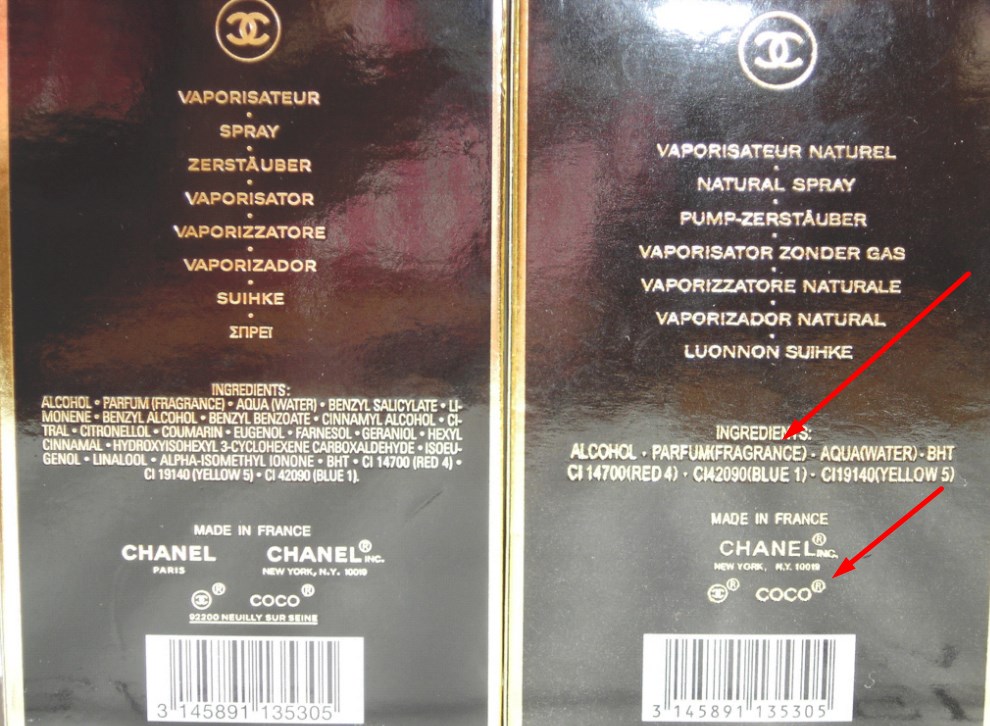 VAPORISATEUR
SPRAY
ZERSTÄUBER
VAPORISATOR
VAPORIZZATORE
VAPORIZADOR
SUIHKE
ΣΠΡΕΪ
INGREDIENTS:
ALCOHOL • PARFUM (FRAGRANCE) • AQUA (WATER) • BENZYL SALICYLATE • LI-
MONENE • BENZYL ALCOHOL • BENZYL BENZOATE • CINNAMYL ALCOHOL • CI-
TRAL • CITRONELLOL • COUMARIN • EUGENOL • FARNESOL • GERANIOL • HEXYL
CINNAMAL • HYDROXYISOHEXYL 3-CYCLOHEXENE CARBOXALDEHYDE • ISOEU-
GENOL • LINALOOL • ALPHA-ISOMETHYL IONONE • BHT • CI 14700 (RED 4) •
CI 19140 (YELLOW 5) • CI 42090 (BLUE 1).
MADE IN FRANCE
CHANEL CHANEL® INC.
PARIS NEW YORK, N.Y. 10019
® COCO®
92200 NEUILLY SUR SEINE
3 145891 135305
VAPORISATEUR NATUREL
NATURAL SPRAY
PUMP-ZERSTÄUBER
VAPORISATOR ZONDER GAS
VAPORIZZATORE NATURALE
VAPORIZADOR NATURAL
LUONNON SUIHKE
INGREDIENTS:
ALCOHOL - PARFUM(FRAGRANCE) - AQUA(WATER) - BHT
CI 14700(RED 4) - CI42090(BLUE 1) - CI19140(YELLOW 5)
MADE IN FRANCE
CHANEL® INC.
NEW YORK, N.Y. 10019
® COCO®
3 145891 135305